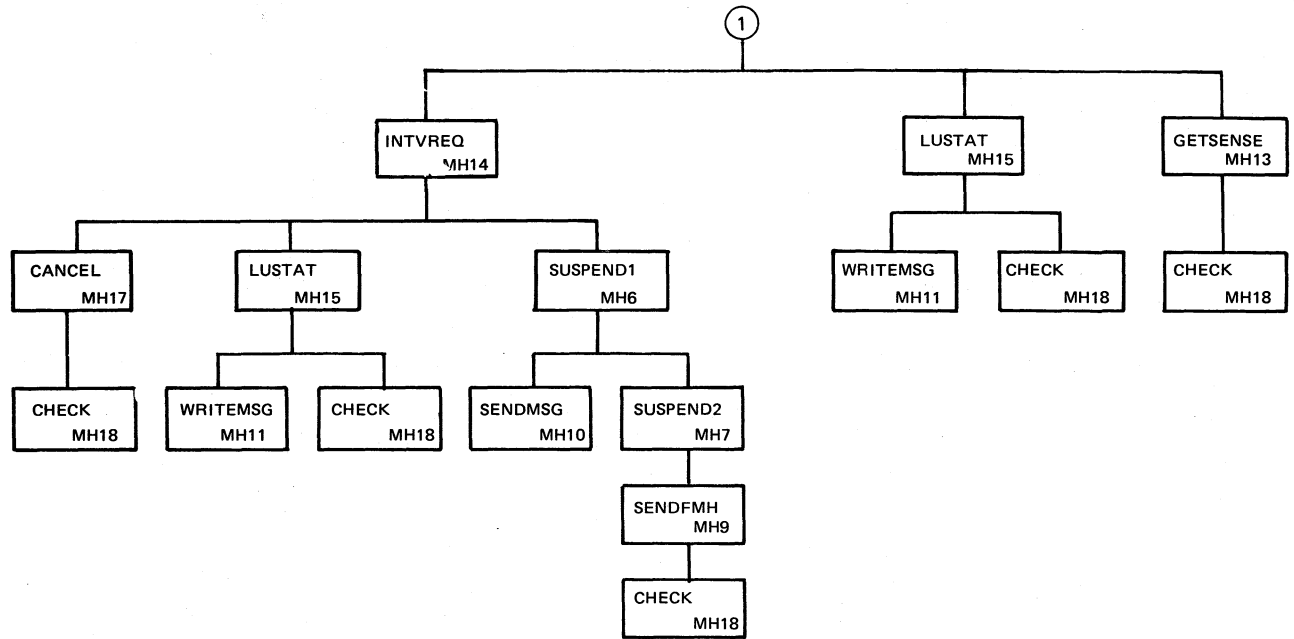 1
INTVREQ
MH14
LUSTAT
MH15
GETSENSE
MH13
CANCEL
MH17
LUSTAT
MH15
SUSPEND1
MH6
WRITEMSG
MH11
CHECK
MH18
CHECK
MH18
CHECK
MH18
WRITEMSG
MH11
CHECK
MH18
SENDMSG
MH10
SUSPEND2
MH7
SENDFMH
MH9
CHECK
MH18